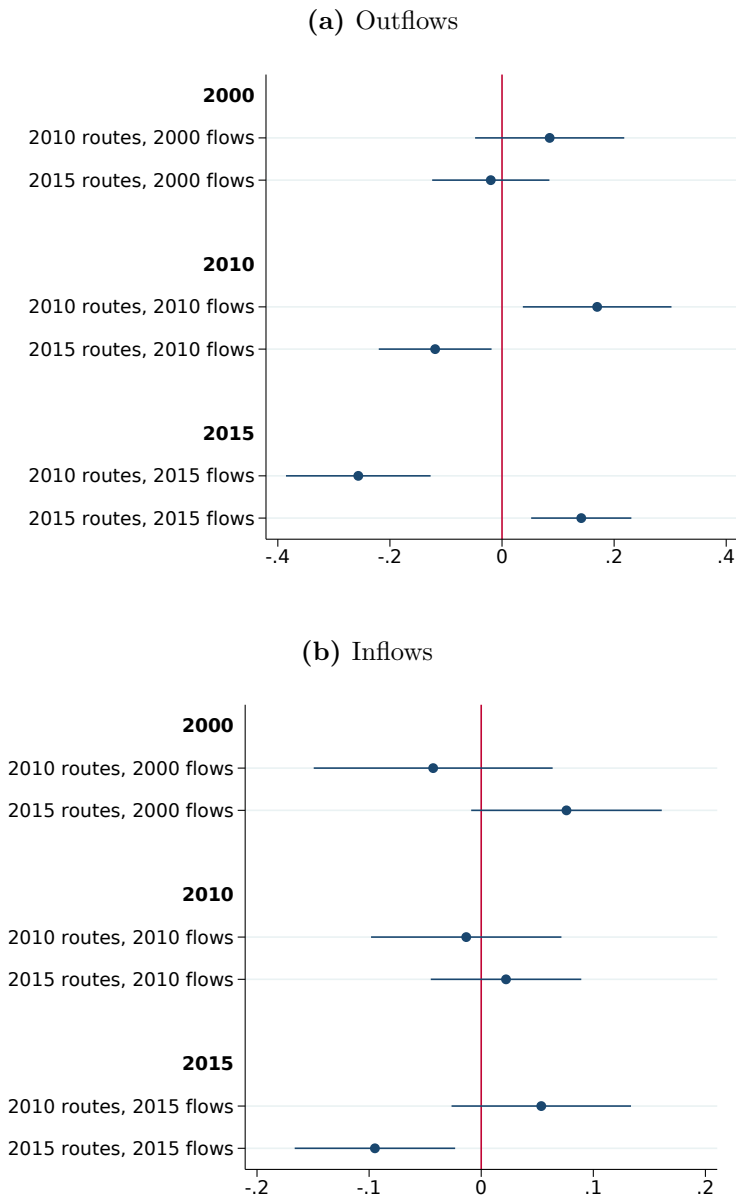 (a) Outflows
2000
2010 routes, 2000 flows
2015 routes, 2000 flows
2010
2010 routes, 2010 flows
2015 routes, 2010 flows
2015
2010 routes, 2015 flows
2015 routes, 2015 flows
-.4 -.2 0 .2 .4
(b) Inflows
2000
2010 routes, 2000 flows
2015 routes, 2000 flows
2010
2010 routes, 2010 flows
2015 routes, 2010 flows
2015
2010 routes, 2015 flows
2015 routes, 2015 flows
-.2 -.1 0 .1 .2